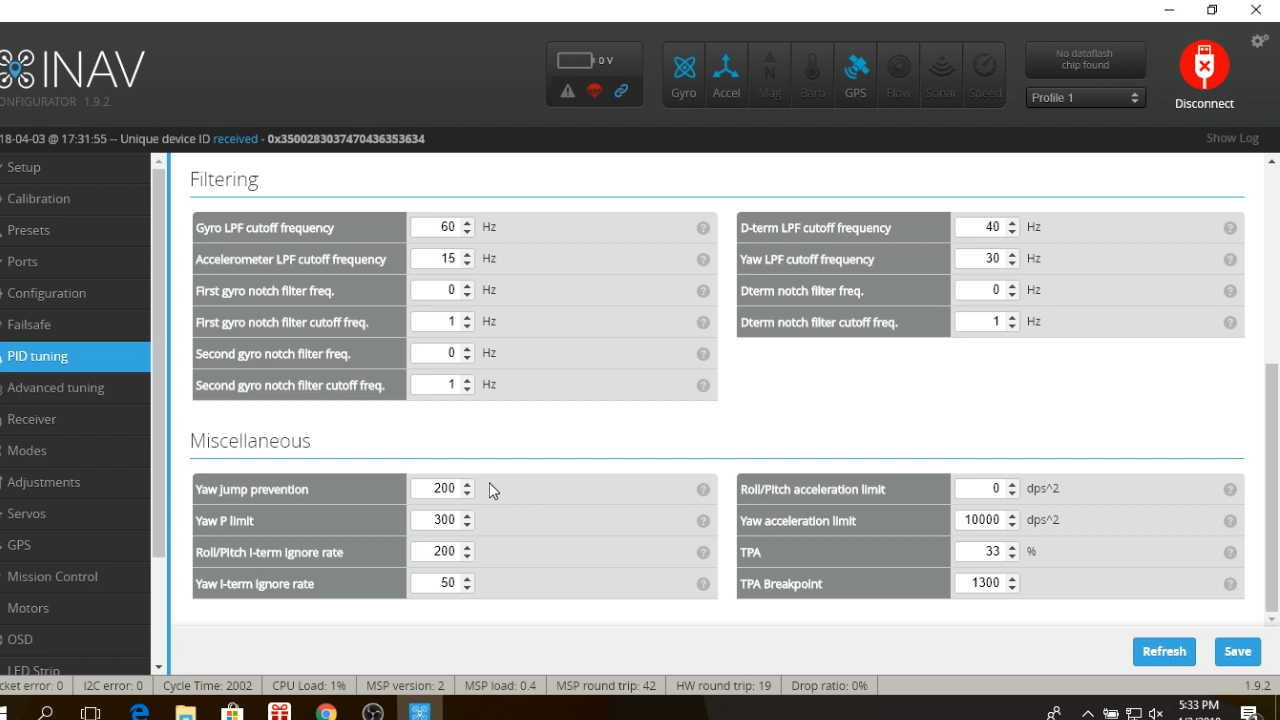 INAV
ONFIGURATOR 1.9.2
0 V
Gyro
Accel
Mag
Baro
GPS
Flow
Sonar
Speed
No dataflash
chip found
Profile 1
Disconnect
18-04-03 @ 17:31:55 -- Unique device ID received - 0x3500283037470436353634
Show Log
Setup
Calibration
Presets
Ports
Configuration
Failsafe
PID tuning
Advanced tuning
Receiver
Modes
Adjustments
Servos
GPS
Mission Control
Motors
OSD
LED Strip
Filtering
Gyro LPF cutoff frequency 60 Hz
Accelerometer LPF cutoff frequency 15 Hz
First gyro notch filter freq. 0 Hz
First gyro notch filter cutoff freq. 1 Hz
Second gyro notch filter freq. 0 Hz
Second gyro notch filter cutoff freq. 1 Hz
D-term LPF cutoff frequency 40 Hz
Yaw LPF cutoff frequency 30 Hz
Dterm notch filter freq. 0 Hz
Dterm notch filter cutoff freq. 1 Hz
Miscellaneous
Yaw jump prevention 200
Yaw P limit 300
Roll/Pitch I-term ignore rate 200
Yaw I-term ignore rate 50
Roll/Pitch acceleration limit 0 dps^2
Yaw acceleration limit 10000 dps^2
TPA 33 %
TPA Breakpoint 1300
Refresh
Save
cket error: 0 I2C error: 0 Cycle Time: 2002 CPU Load: 1% MSP version: 2 MSP load: 0.4 MSP round trip: 42 HW round trip: 19 Drop ratio: 0% 1.9.2
5:33 PM